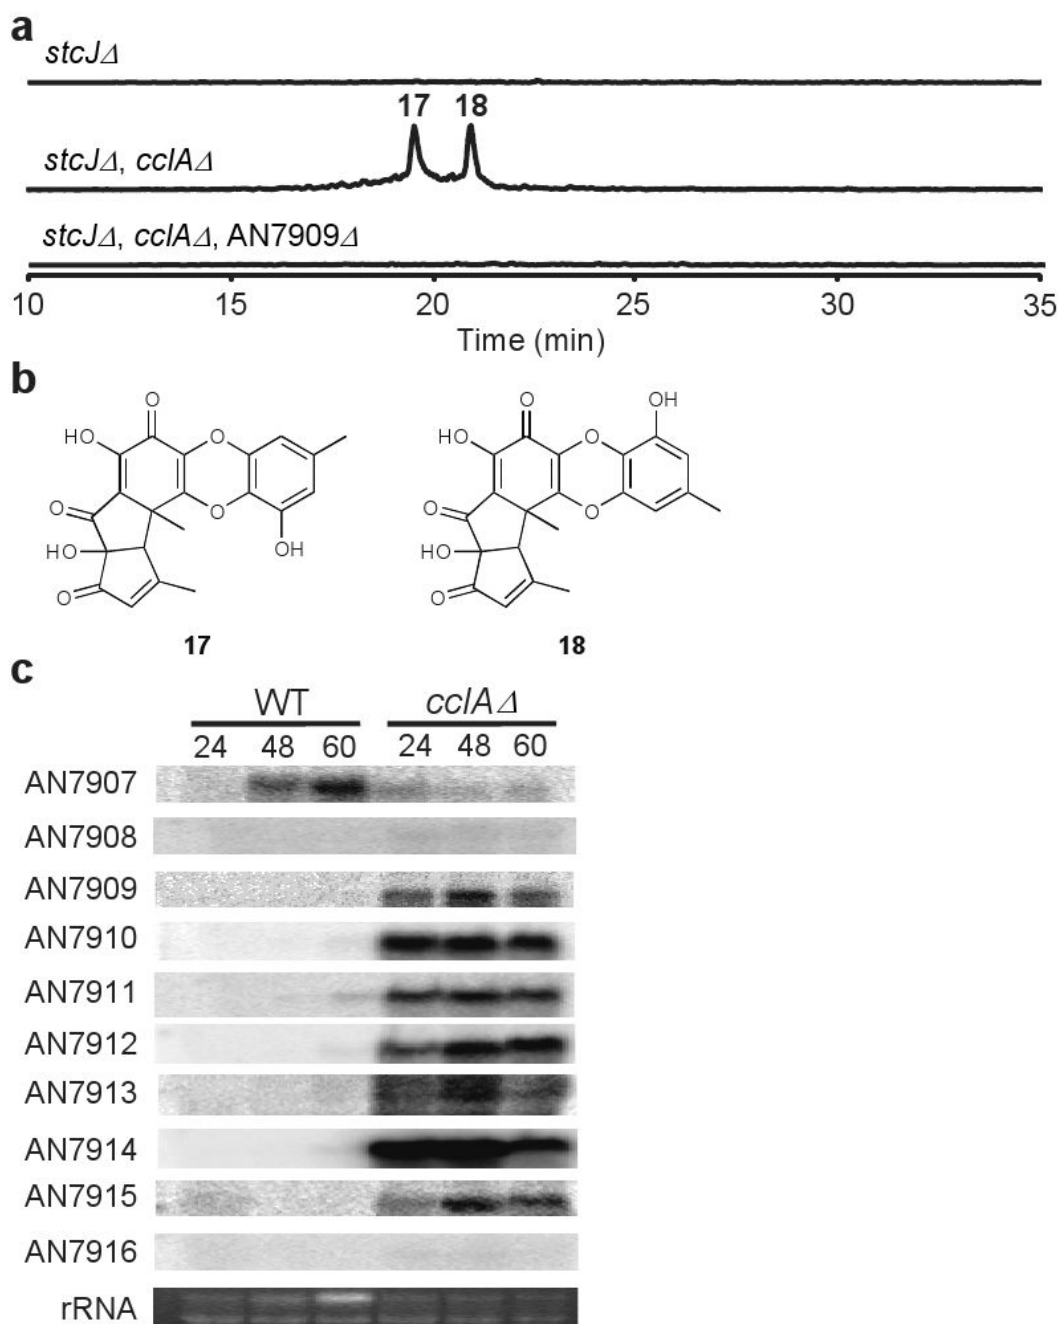 a
stcJΔ
17 18
stcJΔ, cclAΔ
stcJΔ, cclAΔ, AN7909Δ
10 15 20 25 30 35
Time (min)
b
O OH
HO O HO O
O O
O O O O
HO OH HO
O O
17 18
c
WT cclAΔ
24 48 60 24 48 60
AN7907
AN7908
AN7909
AN7910
AN7911
AN7912
AN7913
AN7914
AN7915
AN7916
rRNA